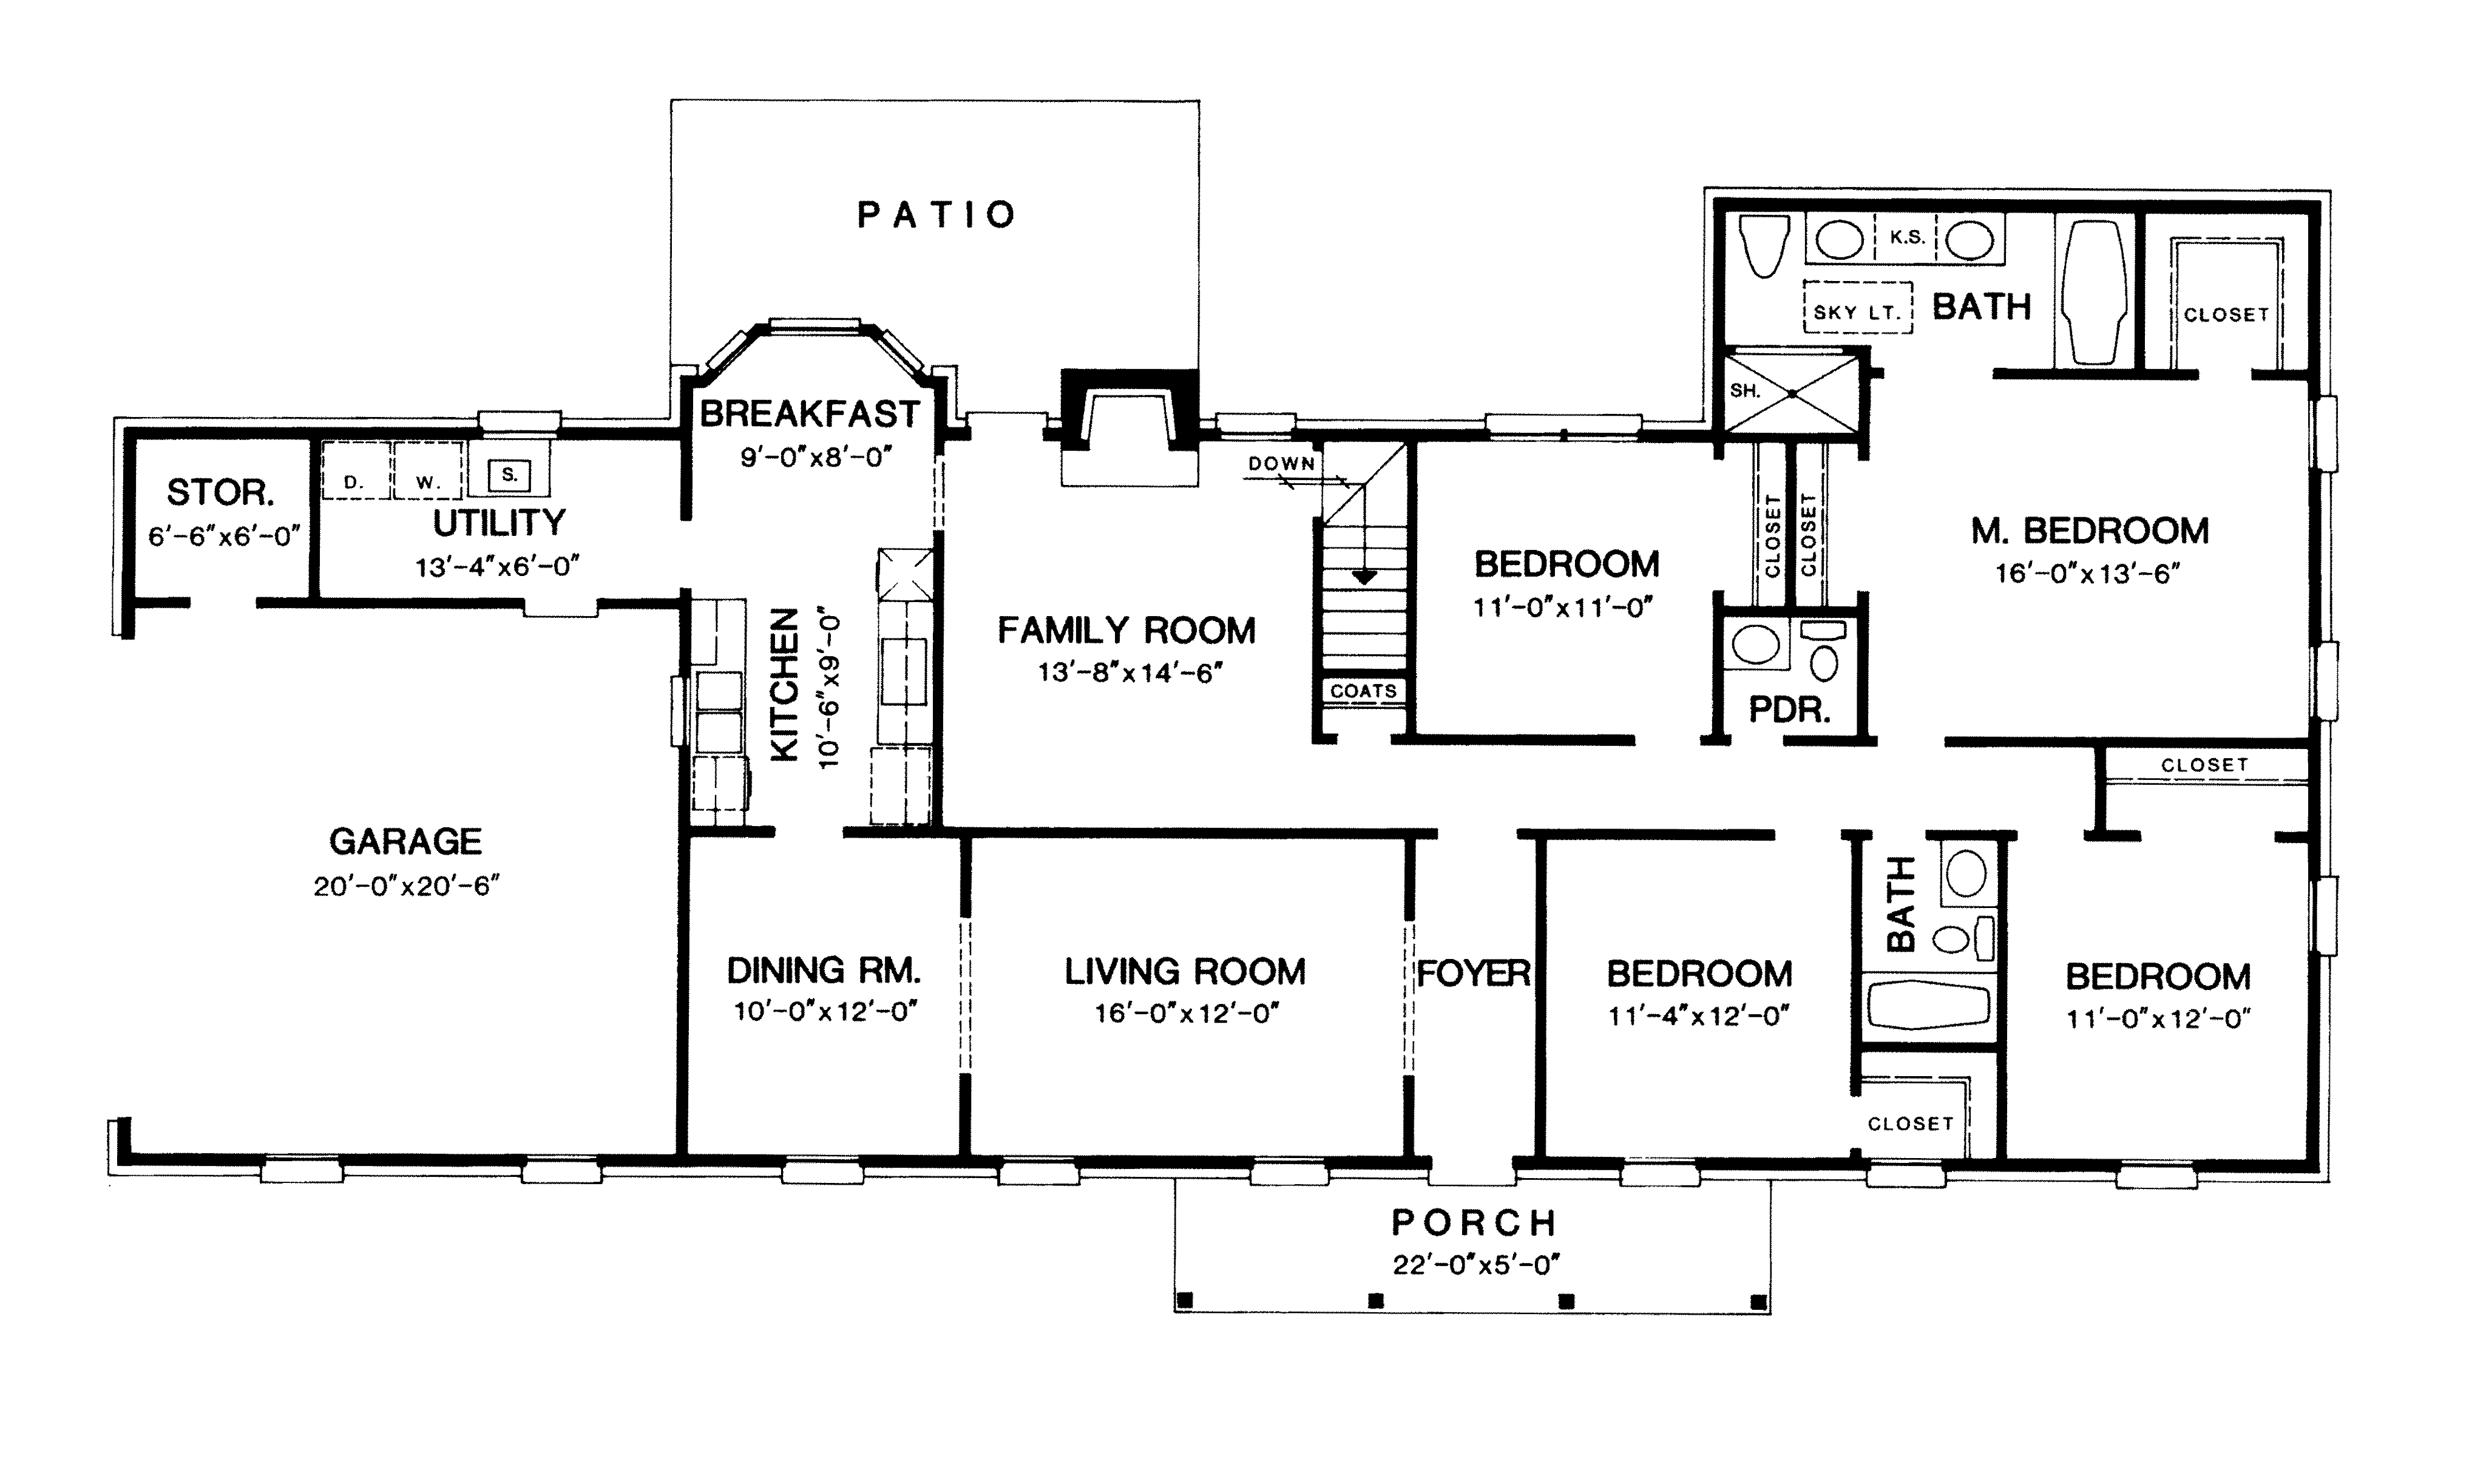 PATIO
K.S.
SKY LT.
BATH
CLOSET
SH.
BREAKFAST
9'-0"x8'-0"
DOWN
STOR.
6'-6"x6'-0"
D.
W.
S.
UTILITY
13'-4"x6'-0"
BEDROOM
11'-0"x11'-0"
CLOSET
CLOSET
M. BEDROOM
16'-0"x13'-6"
KITCHEN
10'-6"x9'-0"
FAMILY ROOM
13'-8"x14'-6"
COATS
PDR.
CLOSET
GARAGE
20'-0"x20'-6"
DINING RM.
10'-0"x12'-0"
LIVING ROOM
16'-0"x12'-0"
FOYER
BEDROOM
11'-4"x12'-0"
BATH
BEDROOM
11'-0"x12'-0"
CLOSET
PORCH
22'-0"x5'-0"